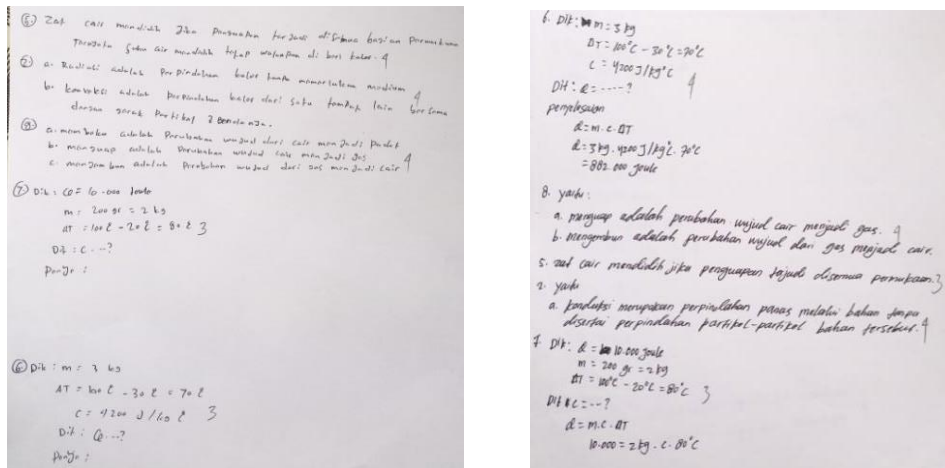 ⑤ Zat cair mendidih jika penguapan terjadi di semua bagian permukaan
suhu air mendidih tetap walaupun di beri kalor. 4
② a. Radiasi adalah Perpindahan kalor tanpa memerlukan medium
b. konveksi adalah perpindahan kalor dari satu tempat lain bersama 4
dengan gerak Partikel 2 bendanya.
⑧ a. membeku adalah Perubahan wujud dari cair menjadi padat
b. menguap adalah Perubahan wujud cair menjadi gas 4
c. mengembun adalah Perubahan wujud dari gas menjadi cair
⑦ Dik : Q = 10.000 Joule
m : 200 gr = 2 kg
ΔT = 100℃ - 20℃ = 80℃ 3
Dit : C ...?
Penye :
⑥ Dik : m = 3 kg
ΔT = 100℃ - 30℃ = 70℃
C = 4200 J/kg℃ 3
Dit : Q ...?
Penye :
6. Dik: m = 3 kg
ΔT = 100°C - 30°C = 70°C
C = 4200 J/kg°C 4
Dit : Q = ----- ?
penyelesaian
Q = m. c. ΔT
Q = 3 kg. 4200 J/kg°C. 70°C
= 882.000 joule
8. yaitu :
a. menguap adalah perubahan wujud cair menjadi gas. 4
b. mengembun adalah perubahan wujud dari gas menjadi cair.
5. zat cair mendidih jika penguapan tajadi disemua permukaan. 3
2. yaitu
a. konduksi merupakan perpindahan panas melalui bahan tanpa
disertai perpindahan partikel-partikel bahan tersebut. 4
7. Dik: Q = 10.000 joule
m = 200 gr = 2 kg
ΔT = 100°C - 20°C = 80°C 3
Dit C = --- ?
Q = m.c. ΔT
10.000 = 2 kg . c. 80°C